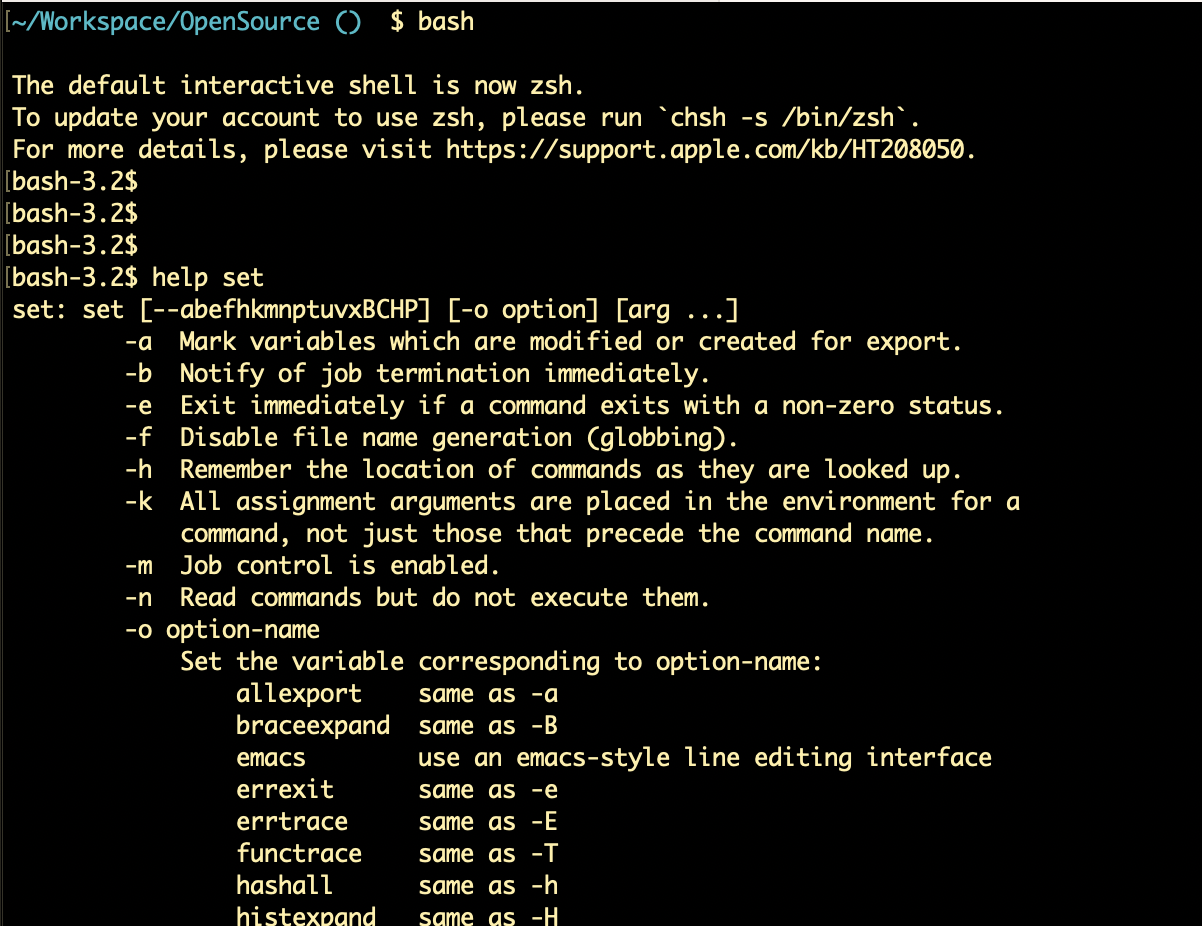 [~/Workspace/OpenSource ()  $ bash
The default interactive shell is now zsh.
To update your account to use zsh, please run `chsh -s /bin/zsh`.
For more details, please visit https://support.apple.com/kb/HT208050.
[bash-3.2$
[bash-3.2$
[bash-3.2$
[bash-3.2$ help set
set: set [--abefhkmnptuvxBCHP] [-o option] [arg ...]
-a  Mark variables which are modified or created for export.
-b  Notify of job termination immediately.
-e  Exit immediately if a command exits with a non-zero status.
-f  Disable file name generation (globbing).
-h  Remember the location of commands as they are looked up.
-k  All assignment arguments are placed in the environment for a
command, not just those that precede the command name.
-m  Job control is enabled.
-n  Read commands but do not execute them.
-o option-name
Set the variable corresponding to option-name:
allexport    same as -a
braceexpand  same as -B
emacs        use an emacs-style line editing interface
errexit      same as -e
errtrace     same as -E
functrace    same as -T
hashall      same as -h
histexpand   same as -H